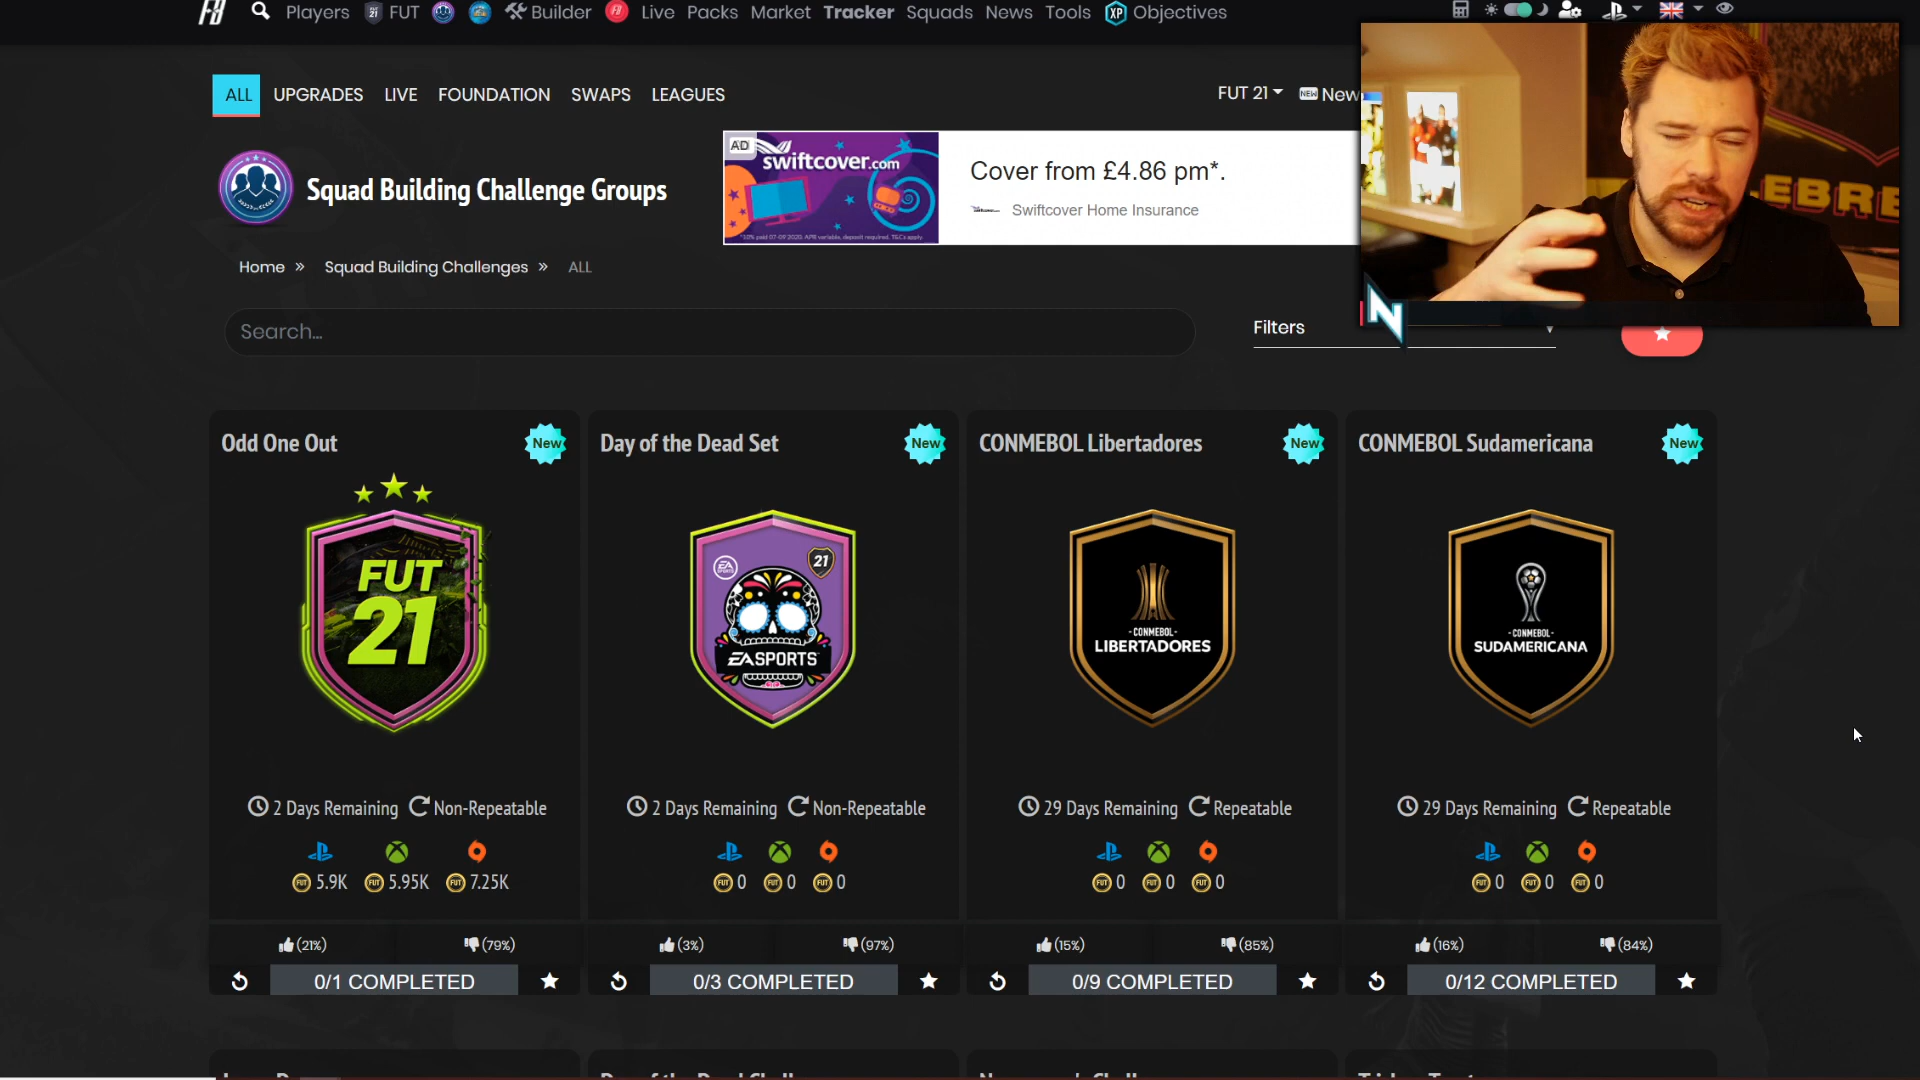 Players FUT Builder Live Packs Market Tracker Squads News Tools XP Objectives
ALL UPGRADES LIVE FOUNDATION SWAPS LEAGUES
FUT 21 NEW New
AD
swiftcover.com
Cover from £4.86 pm*.
Swiftcover Home Insurance
Squad Building Challenge Groups
Home » Squad Building Challenges » ALL
Search...
Filters
EBRE
N
Odd One Out New
FUT
21
2 Days Remaining Non-Repeatable
5.9K 5.95K 7.25K
(21%) (79%)
0/1 COMPLETED
Day of the Dead Set New
EA SPORTS
21
EA SPORTS
2 Days Remaining Non-Repeatable
0 0 0
(3%) (97%)
0/3 COMPLETED
CONMEBOL Libertadores New
-CONMEBOL-
LIBERTADORES
29 Days Remaining Repeatable
0 0 0
(15%) (85%)
0/9 COMPLETED
CONMEBOL Sudamericana New
-CONMEBOL-
SUDAMERICANA
29 Days Remaining Repeatable
0 0 0
(16%) (84%)
0/12 COMPLETED